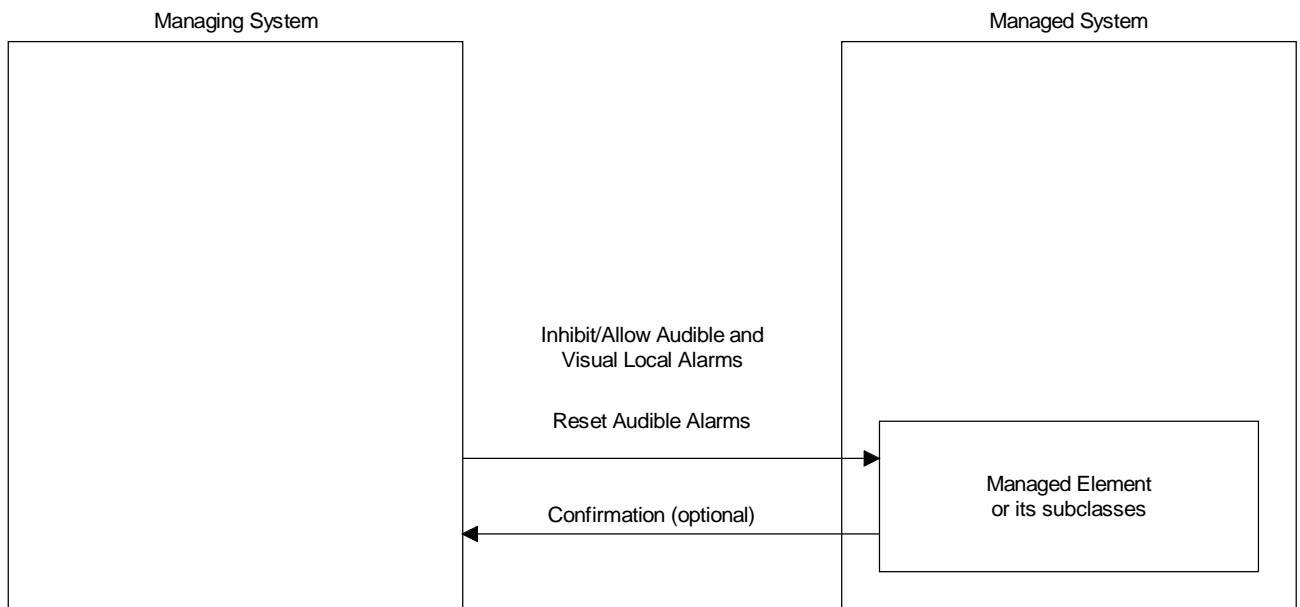 Managing System
Managed System
Inhibit/Allow Audible and
Visual Local Alarms
Reset Audible Alarms
Managed Element
or its subclasses
Confirmation (optional)